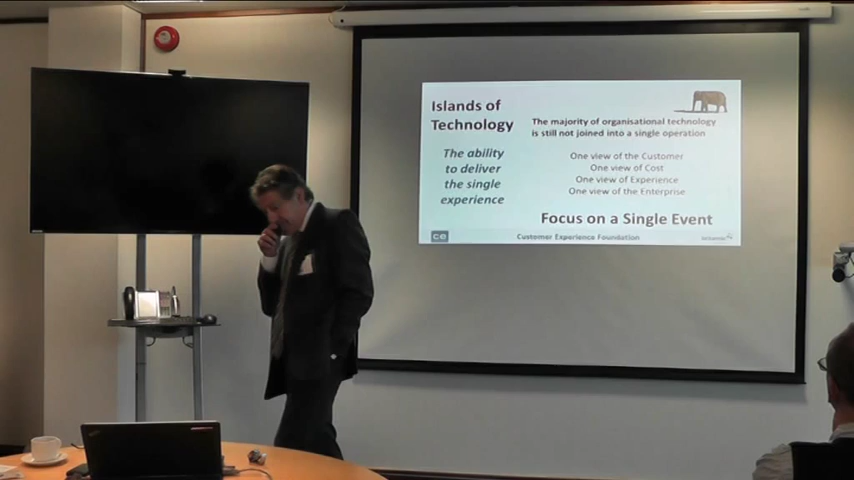 Islands of
Technology
The majority of organisational technology
is still not joined into a single operation
The ability
to deliver
the single
experience
One view of the Customer
One view of Cost
One view of Experience
One view of the Enterprise
Focus on a Single Event
ce
Customer Experience Foundation